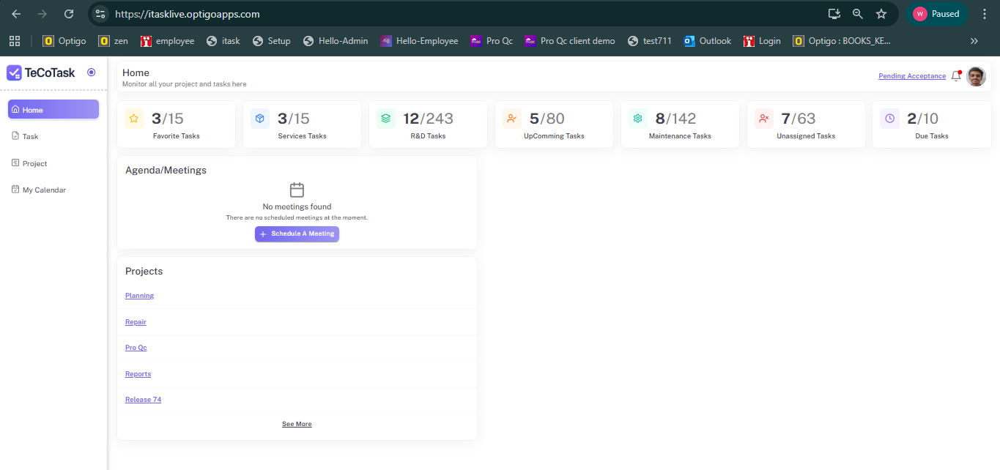 https://itasklive.optigoapps.com
W Paused
Optigo zen employee itask Setup Hello-Admin Hello-Employee Pro Qc Pro Qc client demo test711 Outlook Login Optigo : BOOKS_KE...
TeCoTask
Home
Task
Project
My Calendar
Home
Monitor all your project and tasks here
Pending Acceptance
3/15
Favorite Tasks
3/15
Services Tasks
12/243
R&D Tasks
5/80
UpComming Tasks
8/142
Maintenance Tasks
7/63
Unassigned Tasks
2/10
Due Tasks
Agenda/Meetings
No meetings found
There are no scheduled meetings at the moment.
+ Schedule A Meeting
Projects
Planning
Repair
Pro Qc
Reports
Release 74
See More